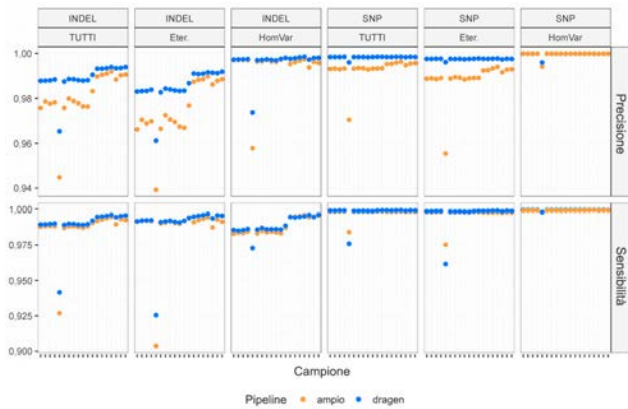 INDEL INDEL INDEL SNP SNP SNP
TUTTI Eter. HomVar TUTTI Eter. HomVar
1.00
0.98
0.96
0.94
Precisione
1.000
0.975
0.950
0.925
0.900
Sensibilità
Campione
Pipeline ampio dragen